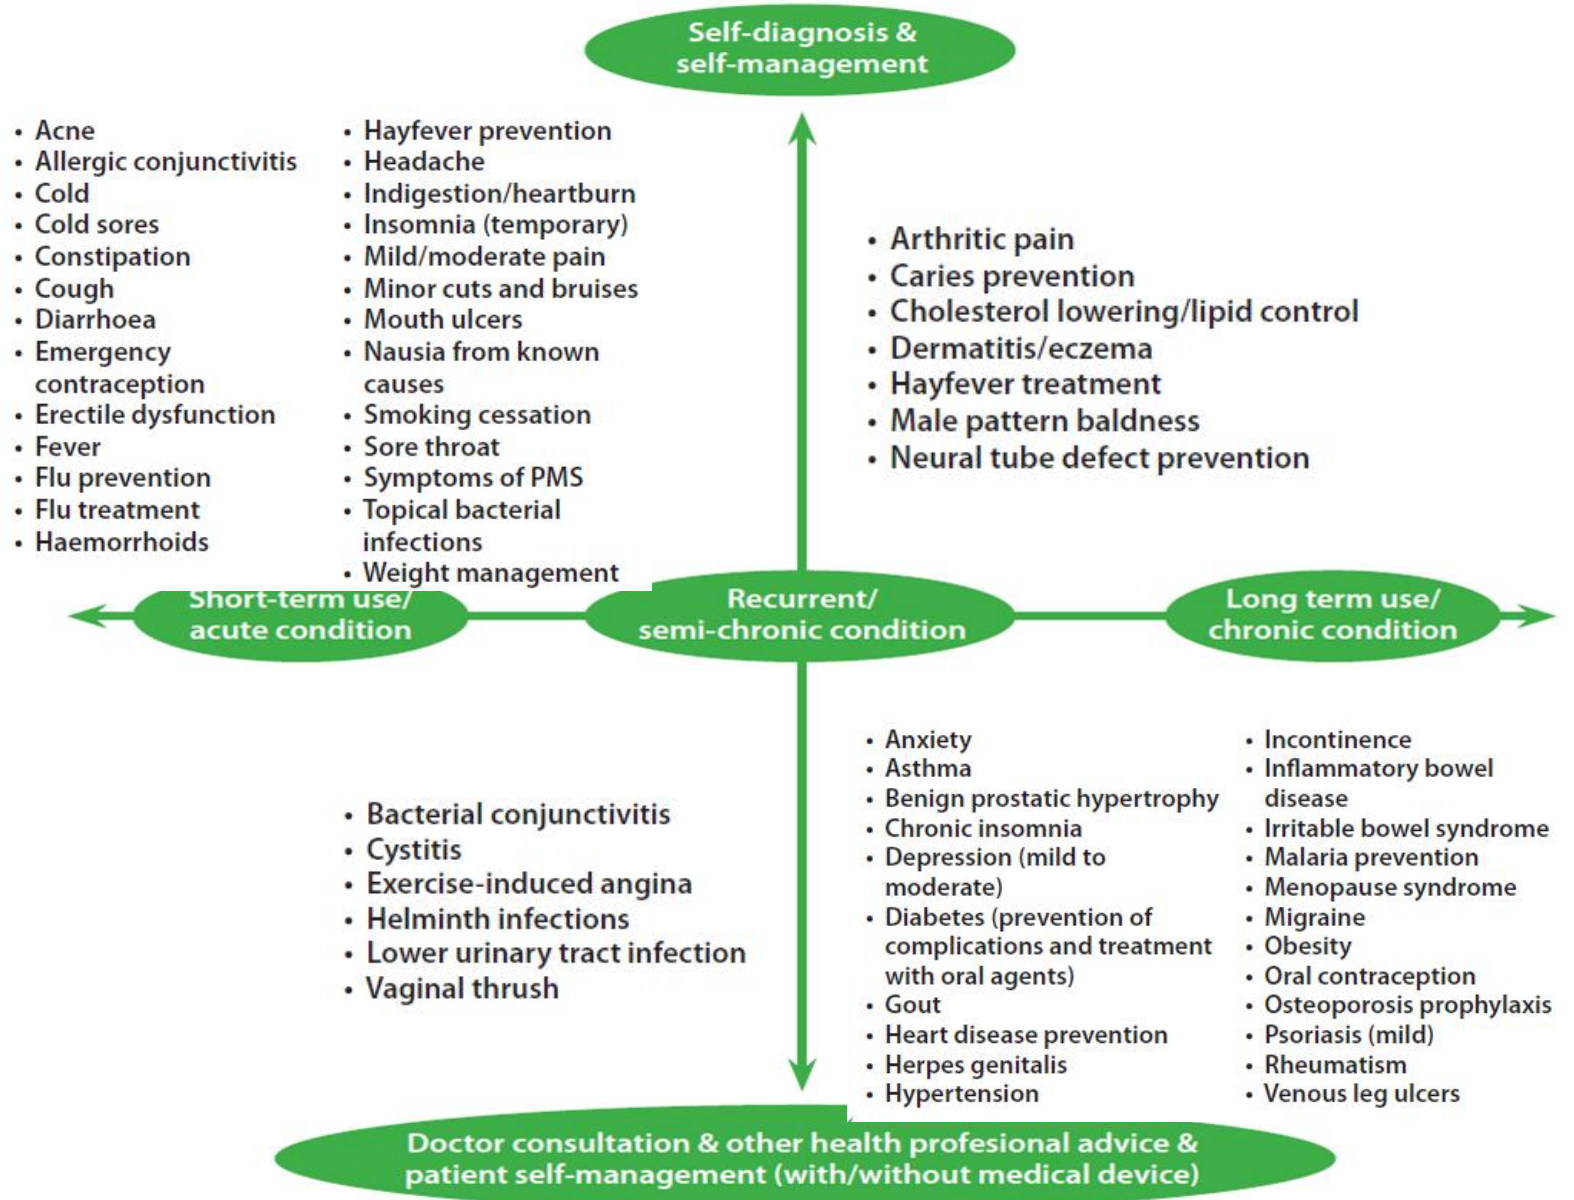 Self-diagnosis &
self-management
• Acne
• Allergic conjunctivitis
• Cold
• Cold sores
• Constipation
• Cough
• Diarrhoea
• Emergency
contraception
• Erectile dysfunction
• Fever
• Flu prevention
• Flu treatment
• Haemorrhoids
• Hayfever prevention
• Headache
• Indigestion/heartburn
• Insomnia (temporary)
• Mild/moderate pain
• Minor cuts and bruises
• Mouth ulcers
• Nausia from known
causes
• Smoking cessation
• Sore throat
• Symptoms of PMS
• Topical bacterial
infections
• Weight management
• Arthritic pain
• Caries prevention
• Cholesterol lowering/lipid control
• Dermatitis/eczema
• Hayfever treatment
• Male pattern baldness
• Neural tube defect prevention
Short-term use/
acute condition
Recurrent/
semi-chronic condition
Long term use/
chronic condition
• Bacterial conjunctivitis
• Cystitis
• Exercise-induced angina
• Helminth infections
• Lower urinary tract infection
• Vaginal thrush
• Anxiety
• Asthma
• Benign prostatic hypertrophy
• Chronic insomnia
• Depression (mild to
moderate)
• Diabetes (prevention of
complications and treatment
with oral agents)
• Gout
• Heart disease prevention
• Herpes genitalis
• Hypertension
• Incontinence
• Inflammatory bowel
disease
• Irritable bowel syndrome
• Malaria prevention
• Menopause syndrome
• Migraine
• Obesity
• Oral contraception
• Osteoporosis prophylaxis
• Psoriasis (mild)
• Rheumatism
• Venous leg ulcers
Doctor consultation & other health profesional advice &
patient self-management (with/without medical device)